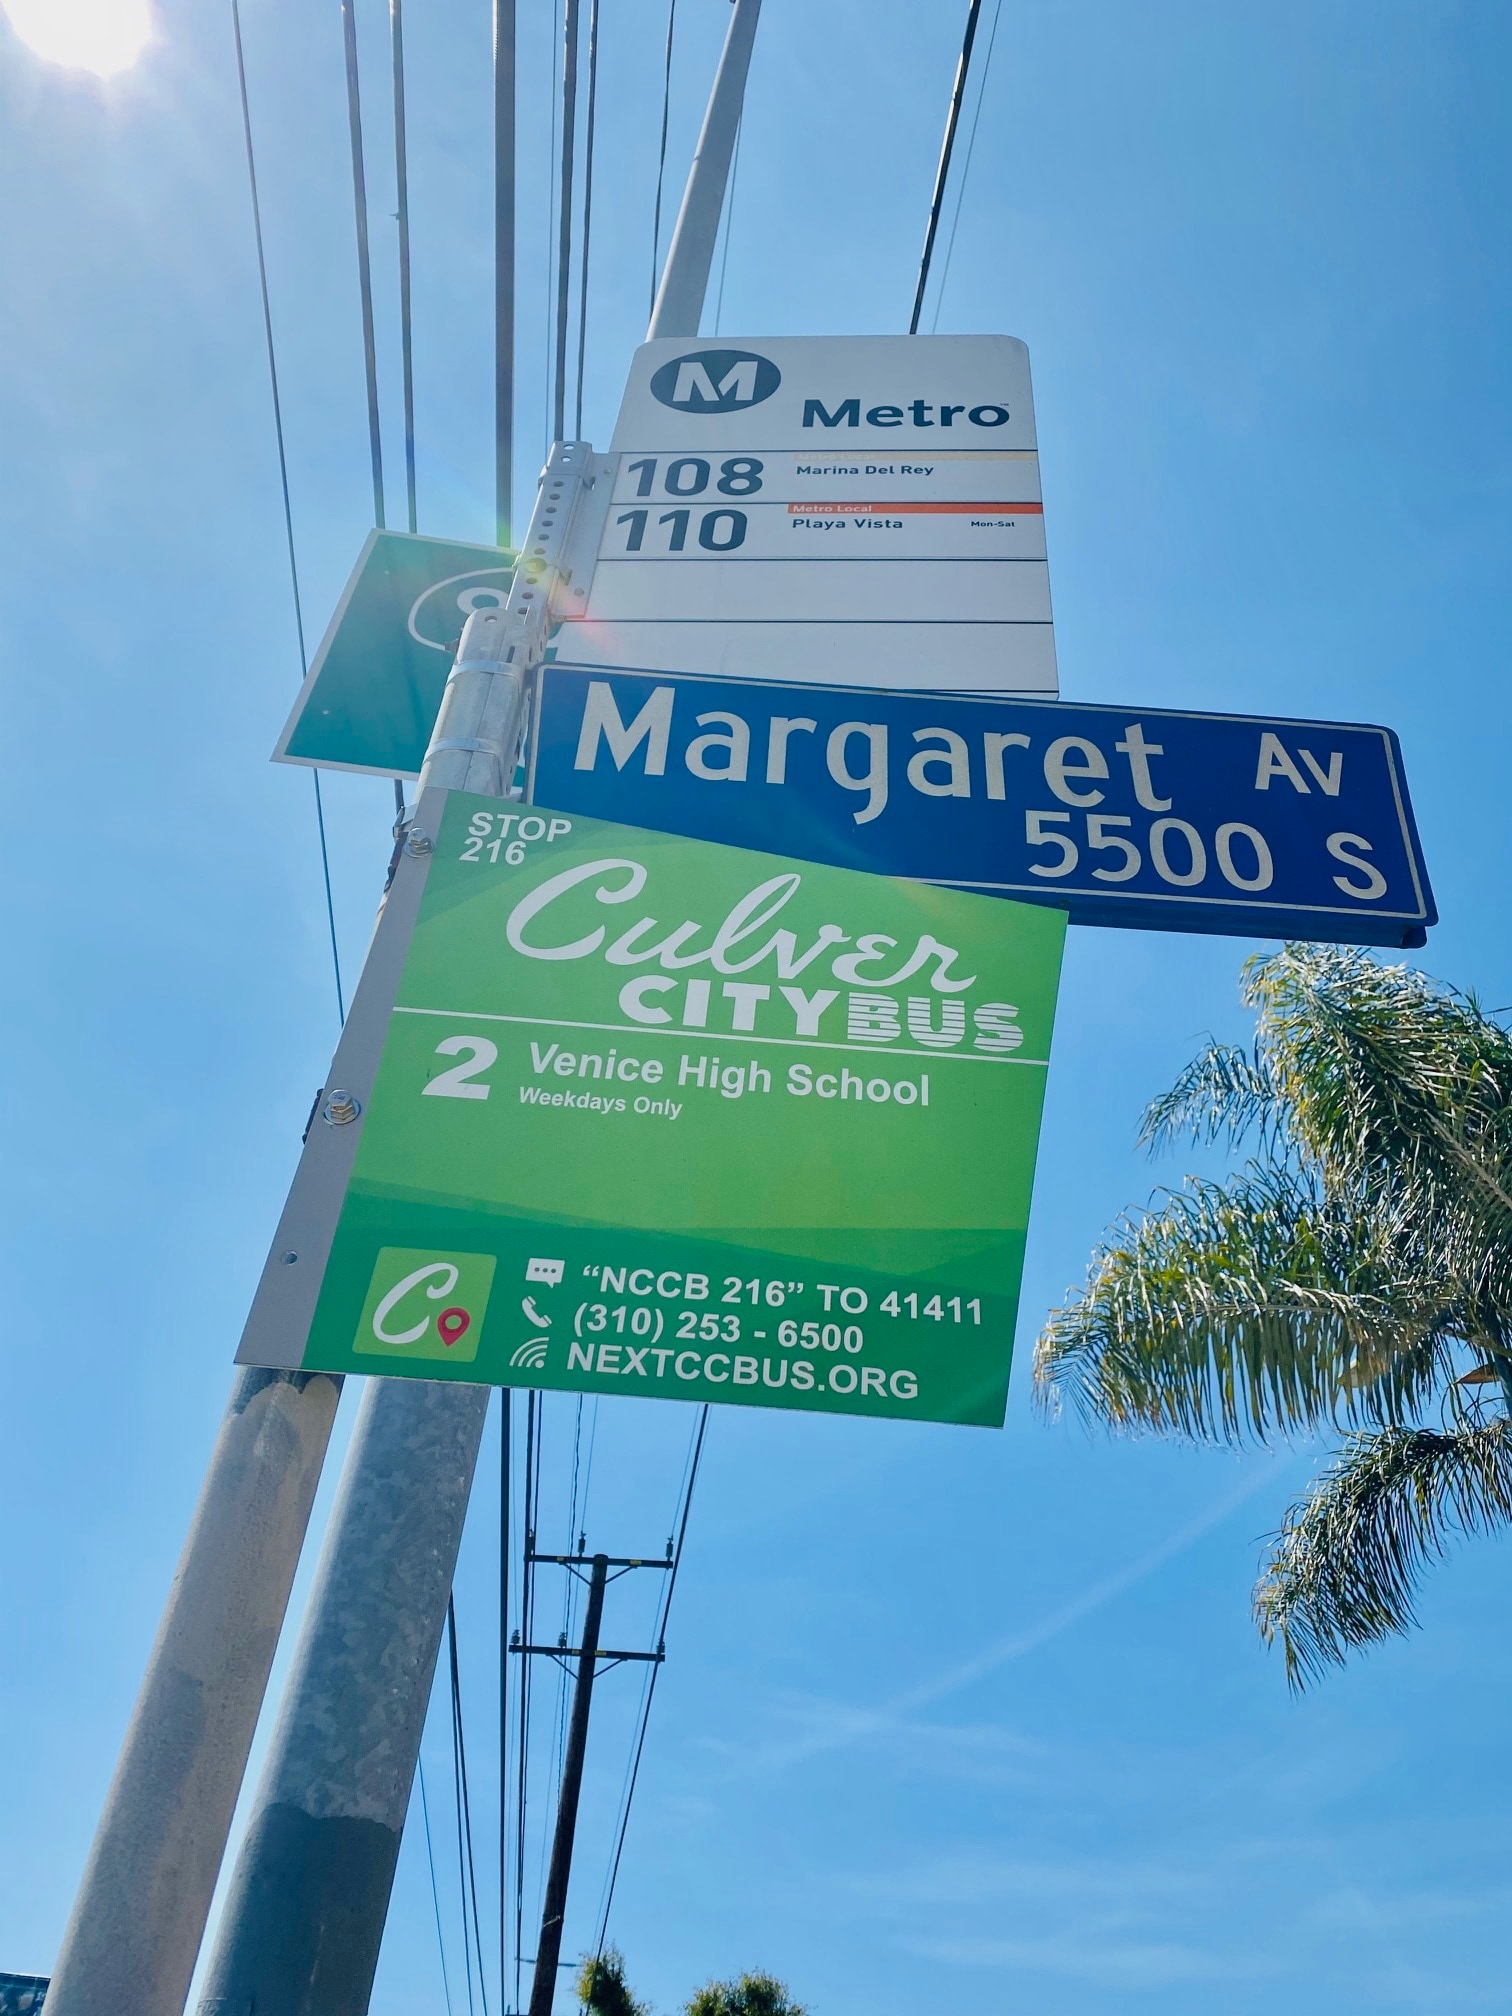 M
Metro
108 Marina Del Rey
Metro Local
110 Playa Vista Mon-Sat
Margaret Av
5500 S
STOP
216
Culver
CITYBUS
2 Venice High School
Weekdays Only
C
“NCCB 216” TO 41411
(310) 253 - 6500
NEXTCCBUS.ORG